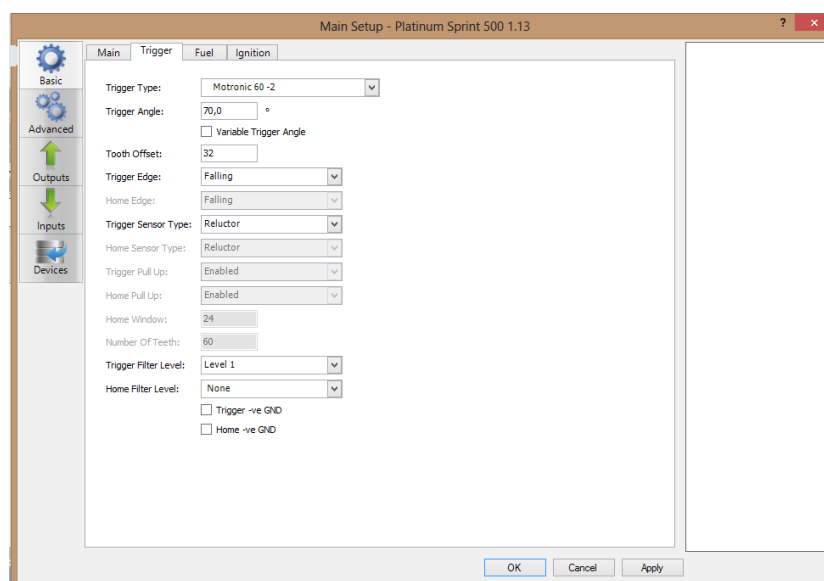 Main Setup - Platinum Sprint 500 1.13
? ×
Basic
Advanced
Outputs
Inputs
Devices
Main Trigger Fuel Ignition
Trigger Type: Motronic 60 -2
Trigger Angle: 70,0 °
Variable Trigger Angle
Tooth Offset: 32
Trigger Edge: Falling
Home Edge: Falling
Trigger Sensor Type: Reluctor
Home Sensor Type: Reluctor
Trigger Pull Up: Enabled
Home Pull Up: Enabled
Home Window: 24
Number Of Teeth: 60
Trigger Filter Level: Level 1
Home Filter Level: None
Trigger -ve GND
Home -ve GND
OK Cancel Apply